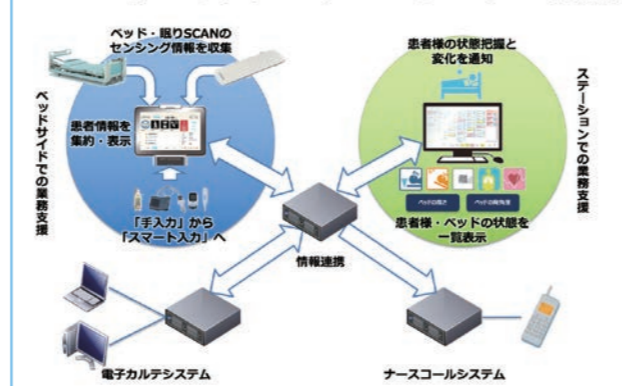 ベッド・眠りSCANの
センシング情報を収集
患者情報を
集約・表示
「手入力」から
「スマート入力」へ
ベッドサイドでの業務支援
患者様の状態把握と
変化を通知
ベッドの高さ
患者様・ベッドの状態を
一覧表示
ステーションでの業務支援
情報連携
電子カルテシステム
ナースコールシステム